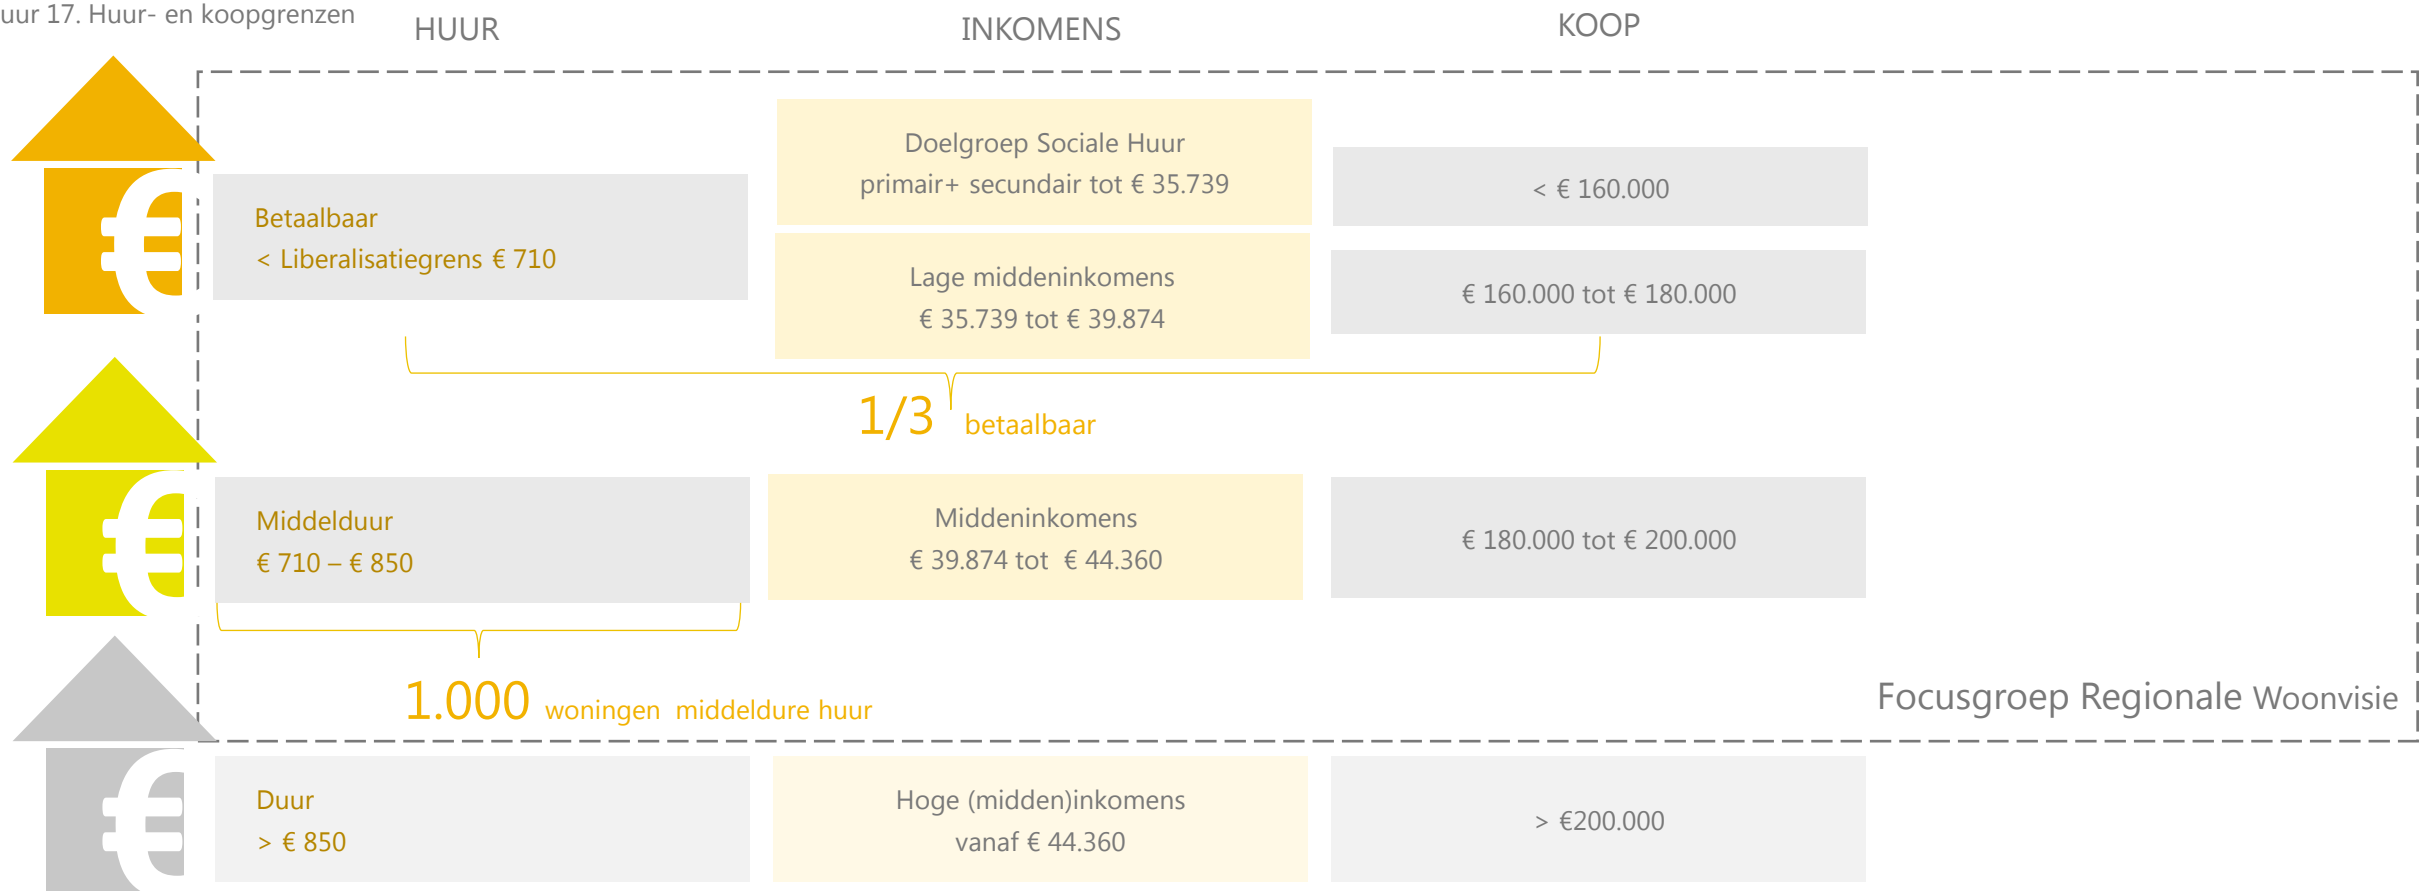 uur 17. Huur- en koopgrenzen
HUUR
INKOMENS
KOOP
Doelgroep Sociale Huur
primair+ secundair tot € 35.739
< € 160.000
Betaalbaar
< Liberalisatiegrens € 710
Lage middeninkomens
€ 35.739 tot € 39.874
€ 160.000 tot € 180.000
€
1/3 betaalbaar
Middelduur
€ 710 – € 850
Middeninkomens
€ 39.874 tot € 44.360
€ 180.000 tot € 200.000
€
1.000 woningen middeldure huur
Focusgroep Regionale Woonvisie
Duur
> € 850
Hoge (midden)inkomens
vanaf € 44.360
> €200.000
€